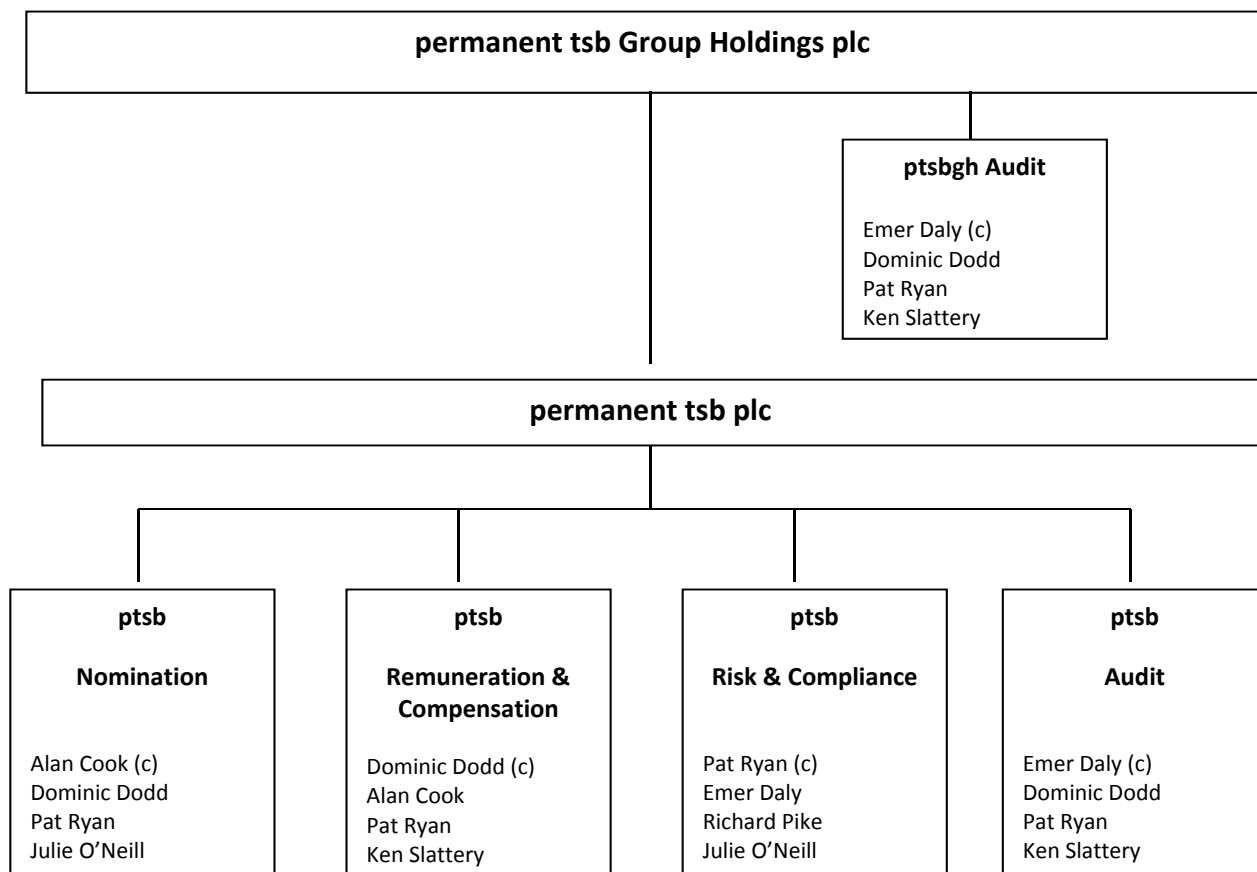 permanent tsb Group Holdings plc
ptsbgh Audit
Emer Daly (c)
Dominic Dodd
Pat Ryan
Ken Slattery
permanent tsb plc
ptsb
Nomination
Alan Cook (c)
Dominic Dodd
Pat Ryan
Julie O’Neill
ptsb
Remuneration &
Compensation
Dominic Dodd (c)
Alan Cook
Pat Ryan
Ken Slattery
ptsb
Risk & Compliance
Pat Ryan (c)
Emer Daly
Richard Pike
Julie O’Neill
ptsb
Audit
Emer Daly (c)
Dominic Dodd
Pat Ryan
Ken Slattery